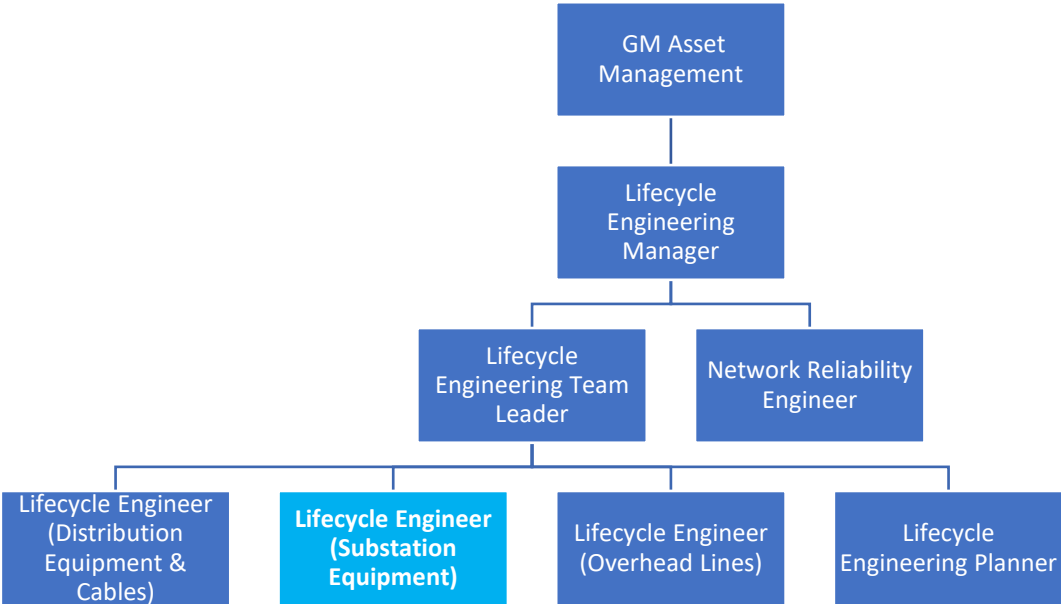 GM Asset
Management
Lifecycle
Engineering
Manager
Lifecycle
Engineering Team
Leader
Network Reliability
Engineer
Lifecycle Engineer
(Distribution
Equipment &
Cables)
Lifecycle Engineer
(Substation
Equipment)
Lifecycle Engineer
(Overhead Lines)
Lifecycle
Engineering Planner